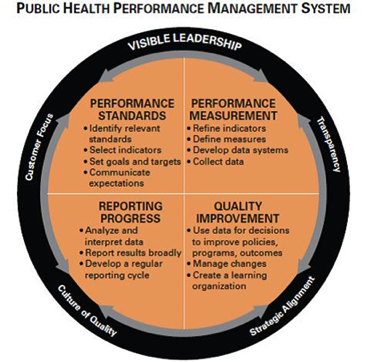 PUBLIC HEALTH PERFORMANCE MANAGEMENT SYSTEM
VISIBLE LEADERSHIP
Customer Focus
Transparency
PERFORMANCE
STANDARDS
• Identify relevant
standards
• Select indicators
• Set goals and targets
• Communicate
expectations
PERFORMANCE
MEASUREMENT
• Refine indicators
• Define measures
• Develop data systems
• Collect data
REPORTING
PROGRESS
• Analyze and
interpret data
• Report results broadly
• Develop a regular
reporting cycle
QUALITY
IMPROVEMENT
• Use data for decisions
to improve policies,
programs, outcomes
• Manage changes
• Create a learning
organization
Culture of Quality
Strategic Alignment